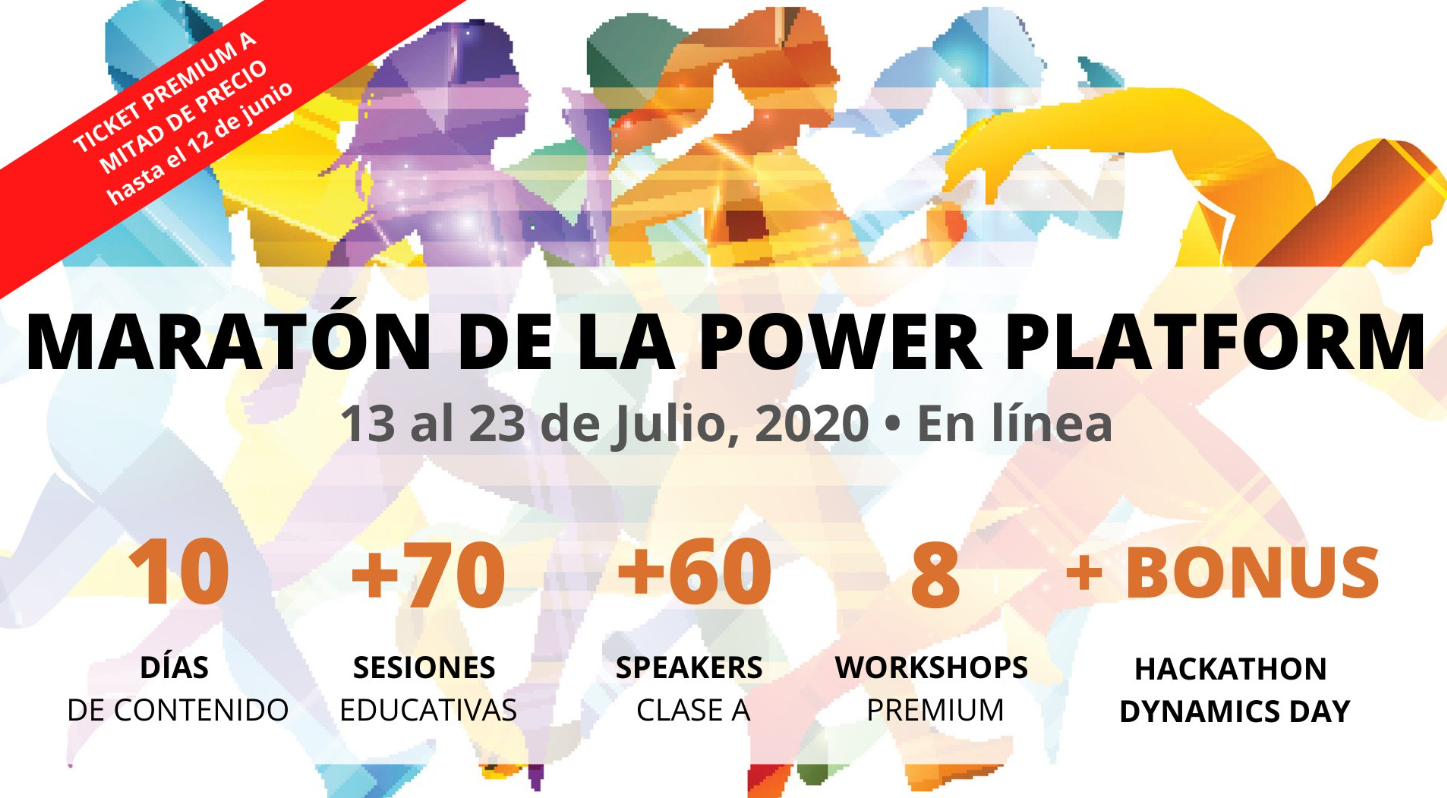 TICKET PREMIUM A
MITAD DE PRECIO
hasta el 12 de junio
MARATÓN DE LA POWER PLATFORM
13 al 23 de Julio, 2020 • En línea
10
DÍAS
DE CONTENIDO
+70
SESIONES
EDUCATIVAS
+60
SPEAKERS
CLASE A
8
WORKSHOPS
PREMIUM
+ BONUS
HACKATHON
DYNAMICS DAY